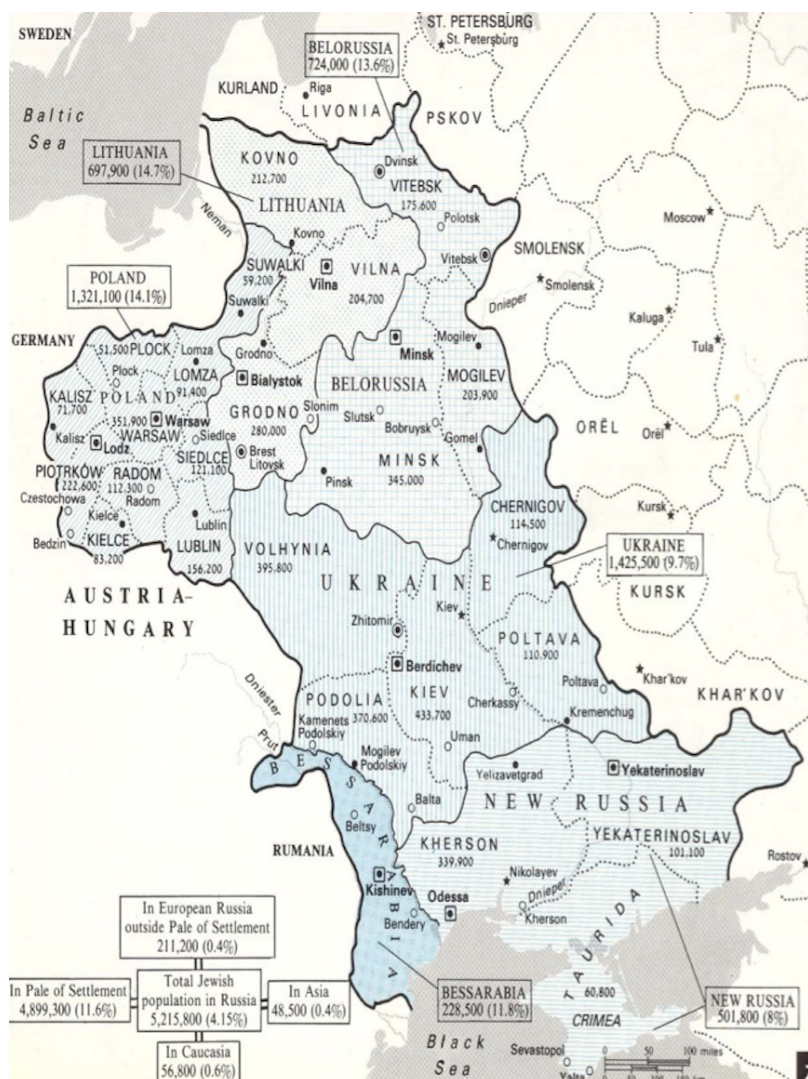 ST. PETERSBURG
St. Petersburg
SWEDEN
BELORUSSIA
724,000 (13.6%)
KURLAND
Riga
LIVONIA
PSKOV
Baltic
Sea
LITHUANIA
697,900 (14.7%)
KOVNO
212,700
Dvinsk
VITEBSK
175,600
LITHUANIA
Polotsk
Moscow
Neman
Kovno
SMOLENSK
Vitebsk
SUWALKI
59,200
VILNA
Vilna
204,700
Smolensk
Dnieper
POLAND
1,321,100 (14.1%)
Suwalki
Kaluga
Tula
GERMANY
51,500
PLOCK
Lomza
Grodno
Minsk
Mogilev
Plock
LOMZA
91,400
Bialystok
BELORUSSIA
MOGILEV
203,900
KALISZ
71,700
POLAND
351,900
Warsaw
WARSAW
GRODNO
280,000
Slonim
Slutsk
Bobruysk
ORËL
Orël
Kalisz
Lodz
Siedlce
SIEDLCE
121,100
Brest
Litovsk
Gomel
MINSK
345,000
PIOTRKÓW
222,600
RADOM
112,300
Radom
Pinsk
Czestochowa
Kielce
Lublin
CHERNIGOV
114,500
Kursk
Bedzin
KIELCE
83,200
LUBLIN
156,200
VOLHYNIA
395,800
Chernigov
UKRAINE
1,425,500 (9.7%)
UKRAINE
KURSK
AUSTRIA–
HUNGARY
Kiev
Zhitomir
POLTAVA
110,900
Berdichev
Khar'kov
Dniester
PODOLIA
370,600
KIEV
433,700
Cherkassy
Poltava
KHAR'KOV
Kamenets
Podolskiy
Kremenchug
Prut
Uman
BESSARABIA
Mogilev
Podolskiy
Yelizavetgrad
Yekaterinoslav
Balta
NEW RUSSIA
Beltsy
KHERSON
339,900
YEKATERINOSLAV
101,100
RUMANIA
Rostov
Kishinev
Nikolayev
Odessa
Dnieper
Kherson
Bendery
TAURIDA
In European Russia
outside Pale of Settlement
211,200 (0.4%)
In Pale of Settlement
4,899,300 (11.6%)
Total Jewish
population in Russia
5,215,800 (4.15%)
In Asia
48,500 (0.4%)
BESSARABIA
228,500 (11.8%)
60,800
CRIMEA
NEW RUSSIA
501,800 (8%)
In Caucasia
56,800 (0.6%)
Black
Sea
Sevastopol
Yalta
0 50 100 miles